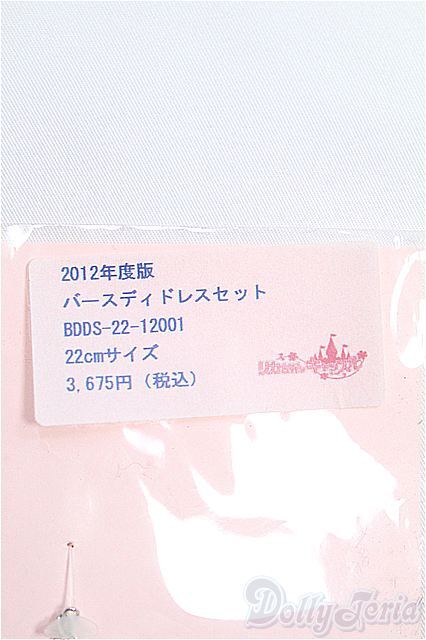 2012年度版
バースディドレスセット
BDDS-22-12001
22cmサイズ
3,675円（税込）
DollyTeria